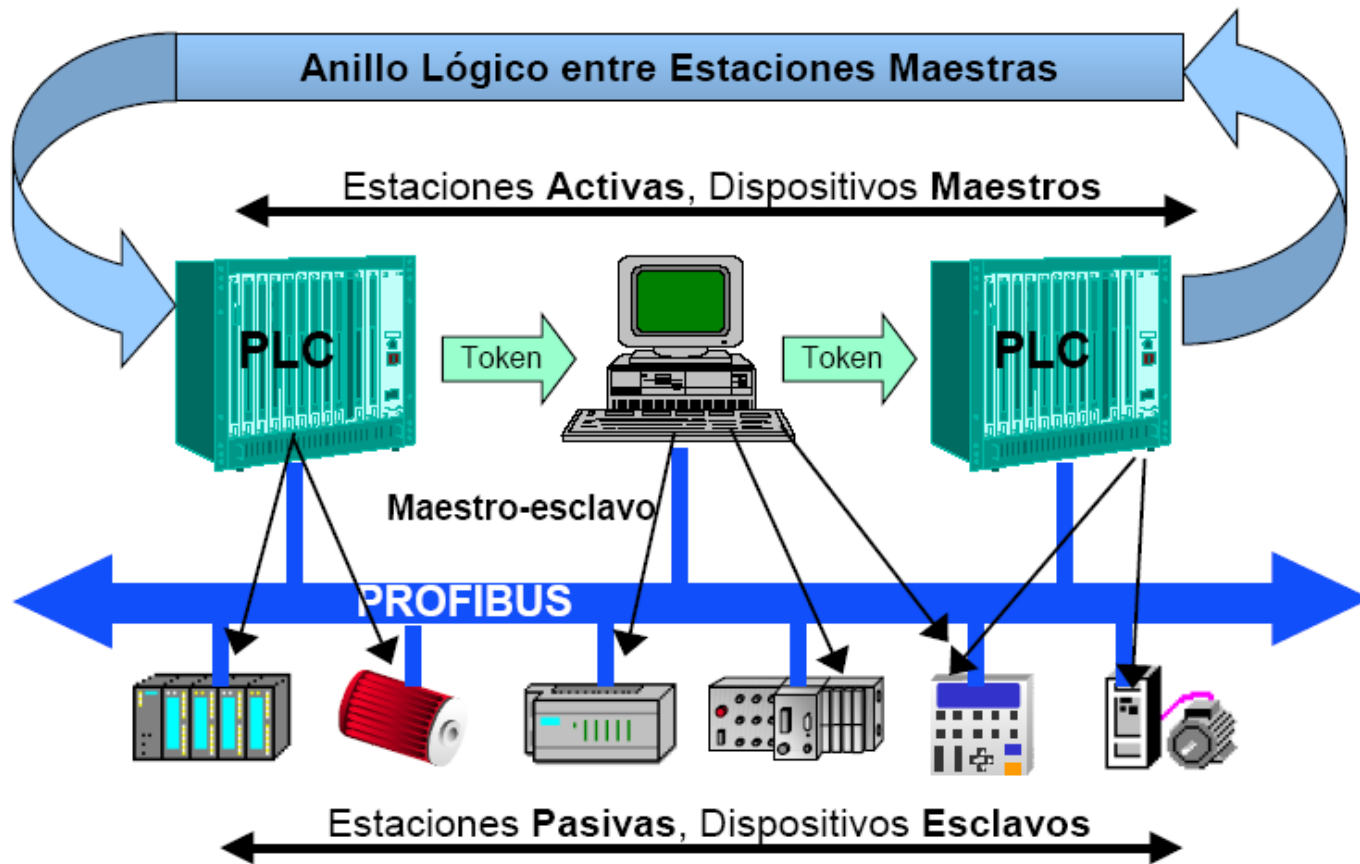 Anillo Lógico entre Estaciones Maestras
Estaciones Activas, Dispositivos Maestros
PLC
Token
Token
PLC
Maestro-esclavo
PROFIBUS
Estaciones Pasivas, Dispositivos Esclavos